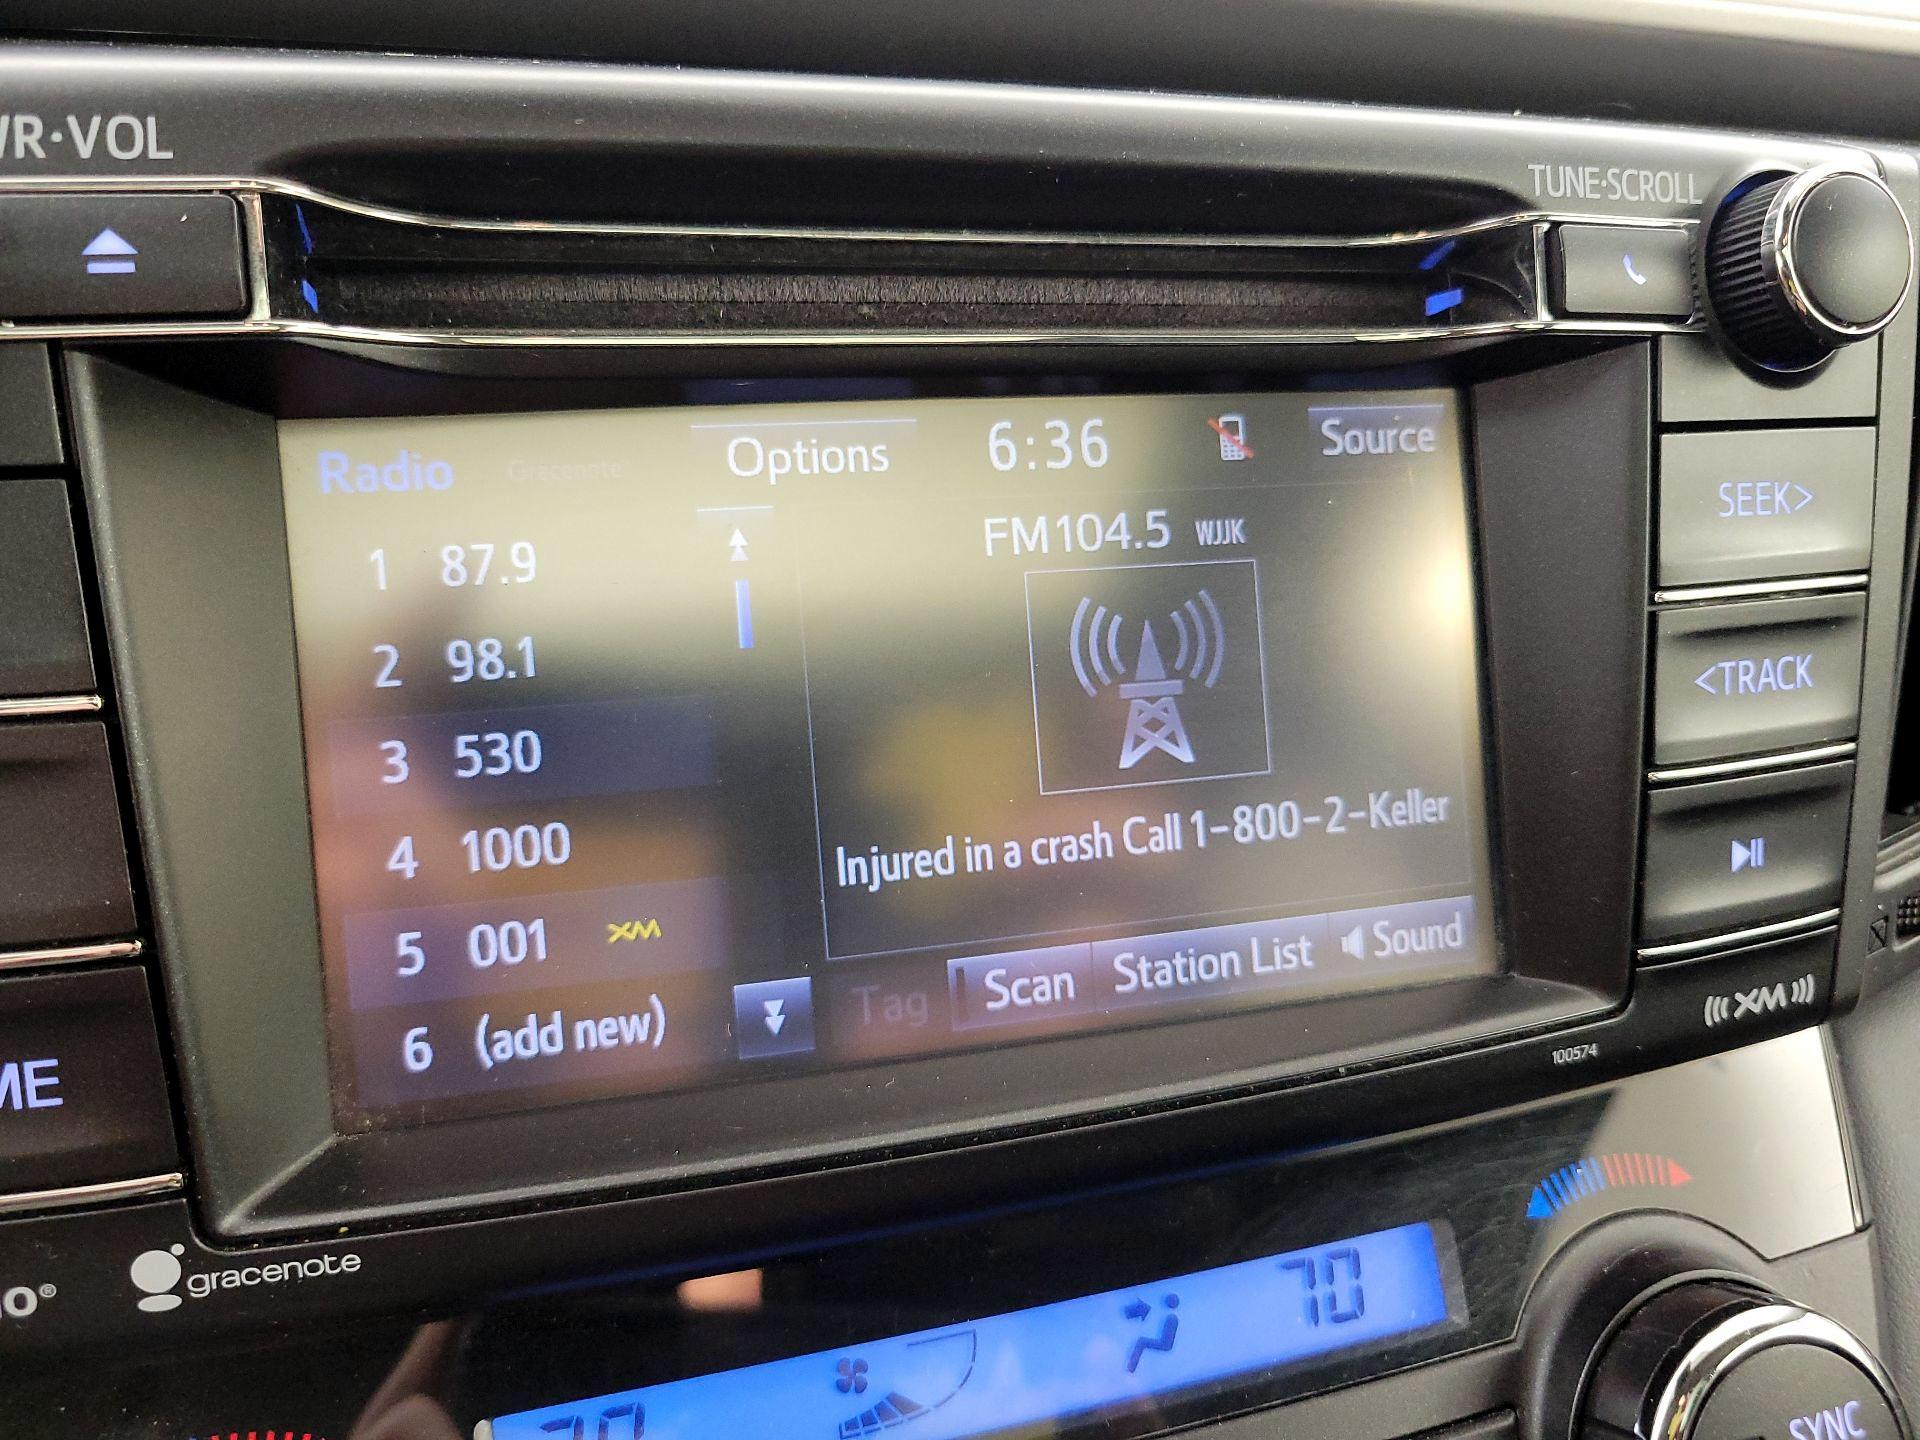 VOL
TUNE·SCROLL
Radio Gracenote Options 6:36 Source
1 87.9
2 98.1
3 530
4 1000
5 001 XM
6 (add new)
FM104.5 WJJK
Injured in a crash Call 1-800-2-Keller
Tag Scan Station List Sound
SEEK>
<TRACK
XM
100574
ME
gracenote
70
70
SYNC